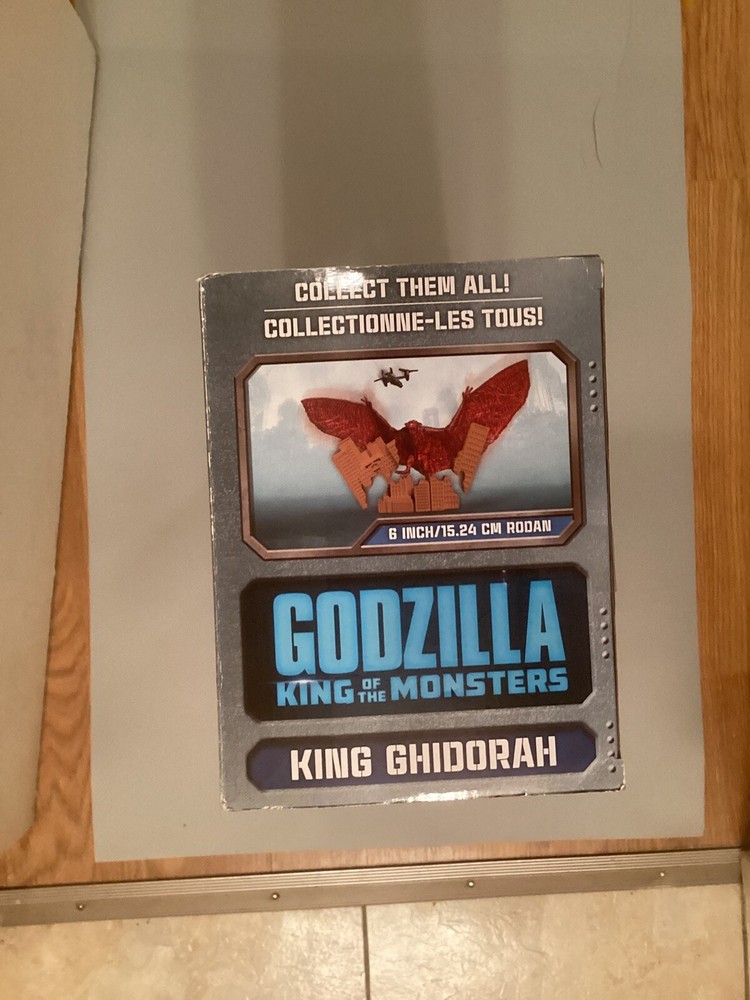 COLLECT THEM ALL!
COLLECTIONNE-LES TOUS!
6 INCH/15.24 CM RODAN
GODZILLA
KING OF THE MONSTERS
KING GHIDORAH